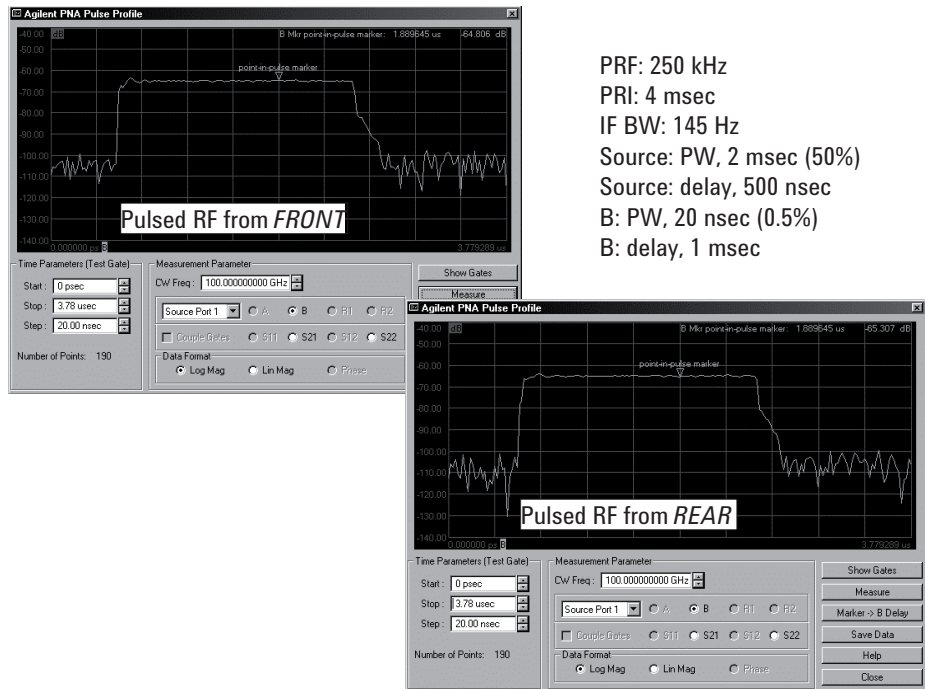 Agilent PNA Pulse Profile
-40.00 dB
B Mkr point-in-pulse marker: 1.889645 us -64.806 dB
-50.00
point-in-pulse marker
-60.00
-70.00
-80.00
-90.00
-100.00
-110.00
-120.00
-130.00
Pulsed RF from FRONT
-140.00
0.000000 ps B
3.779289 us
Time Parameters (Test Gate)
Start : 0 psec
Stop : 3.78 usec
Step : 20.00 nsec
Number of Points: 190
Measurement Parameter
CW Freq : 100.000000000 GHz
Source Port 1 A B R1 R2
Couple Gates S11 S21 S12 S22
Data Format
Log Mag Lin Mag Phase
Show Gates
Measure
PRF: 250 kHz
PRI: 4 msec
IF BW: 145 Hz
Source: PW, 2 msec (50%)
Source: delay, 500 nsec
B: PW, 20 nsec (0.5%)
B: delay, 1 msec
Agilent PNA Pulse Profile
-40.00 dB
B Mkr point-in-pulse marker: 1.889645 us -65.307 dB
-50.00
point-in-pulse marker
-60.00
-70.00
-80.00
-90.00
-100.00
-110.00
-120.00
-130.00
Pulsed RF from REAR
-140.00
0.000000 ps B
3.779289 us
Time Parameters (Test Gate)
Start : 0 psec
Stop : 3.78 usec
Step : 20.00 nsec
Number of Points: 190
Measurement Parameter
CW Freq : 100.000000000 GHz
Source Port 1 A B R1 R2
Couple Gates S11 S21 S12 S22
Data Format
Log Mag Lin Mag Phase
Show Gates
Measure
Marker -> B Delay
Save Data
Help
Close